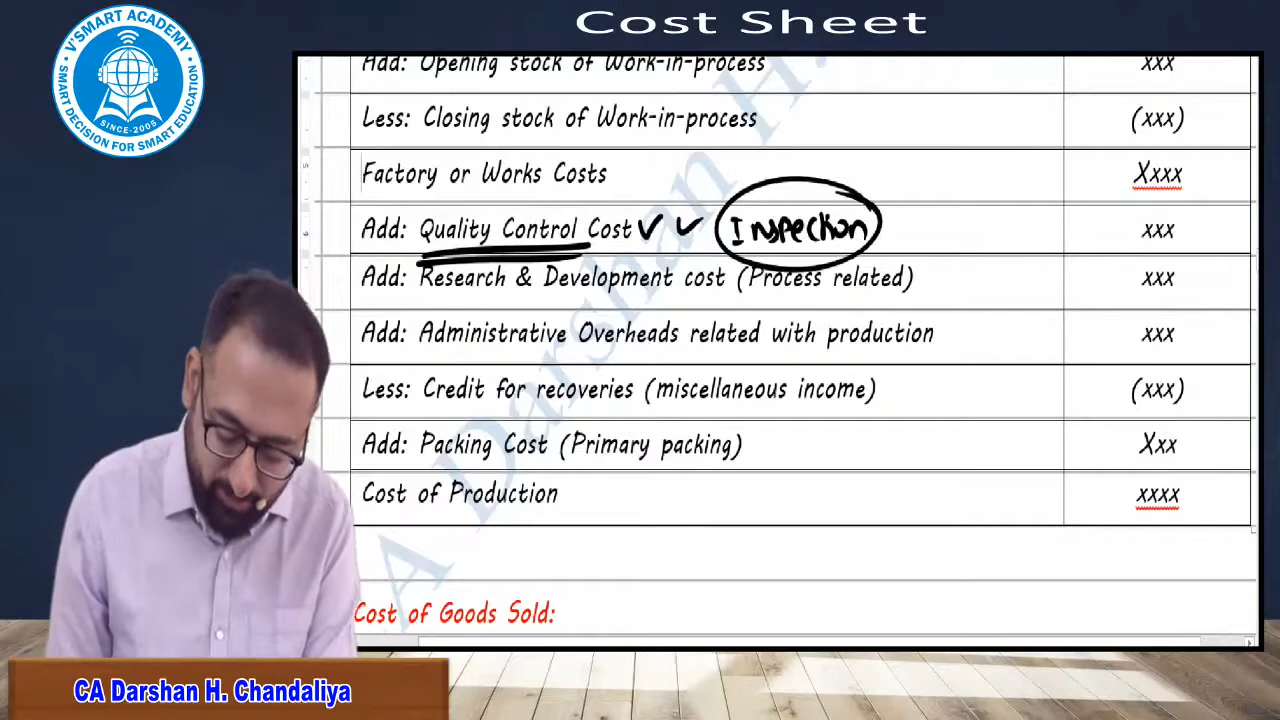 Cost Sheet
V'SMART ACADEMY
SINCE-2005
SMART DECISION FOR SMART EDUCATION
Add: Opening stock of Work-in-process xxx
Less: Closing stock of Work-in-process (xxx)
Factory or Works Costs Xxxx
Add: Quality Control Cost Inspection xxx
Add: Research & Development cost (Process related) xxx
Add: Administrative Overheads related with production xxx
Less: Credit for recoveries (miscellaneous income) (xxx)
Add: Packing Cost (Primary packing) Xxx
Cost of Production xxxx
Cost of Goods Sold:
A Darshan H.
CA Darshan H. Chandaliya